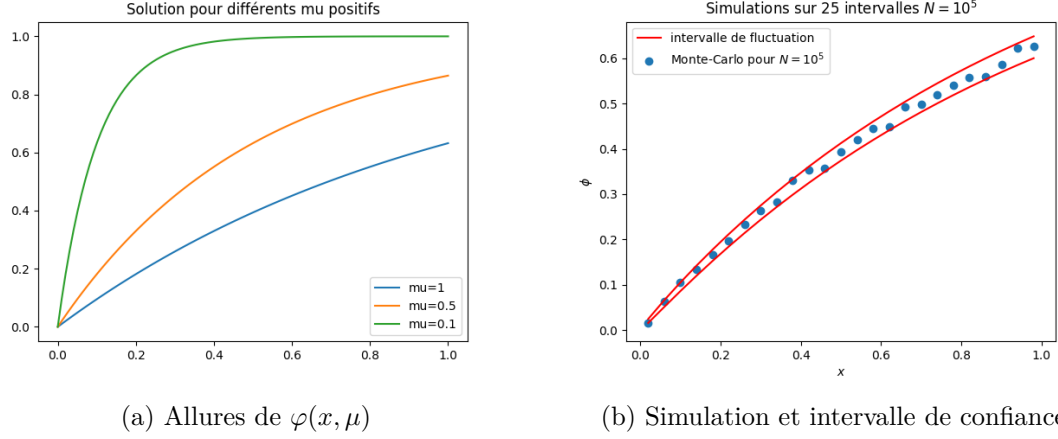 Solution pour différents mu positifs
1.0
0.8
0.6
0.4
0.2
0.0
0.0 0.2 0.4 0.6 0.8 1.0
mu=1
mu=0.5
mu=0.1
(a) Allures de φ(x, μ)
Simulations sur 25 intervalles N = 10⁵
intervalle de fluctuation
Monte-Carlo pour N = 10⁵
0.6
0.5
0.4
0.3
0.2
0.1
0.0
ϕ
0.0 0.2 0.4 0.6 0.8 1.0
x
(b) Simulation et intervalle de confiance